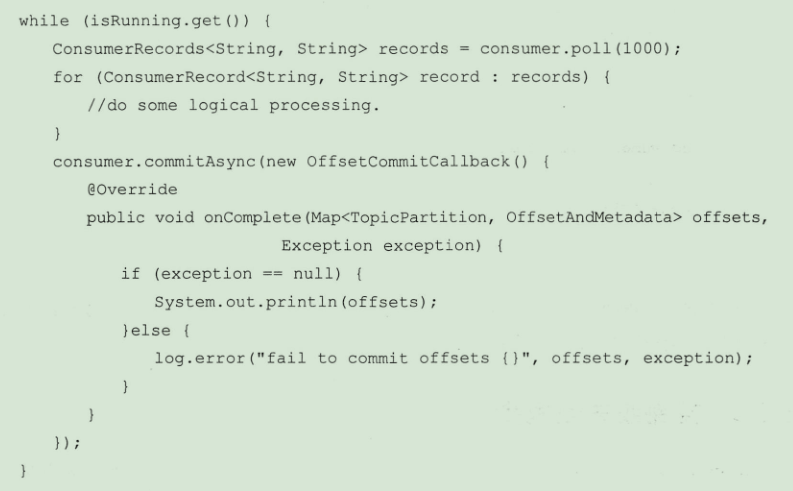 while (isRunning.get()) {
ConsumerRecords<String, String> records = consumer.poll(1000);
for (ConsumerRecord<String, String> record : records) {
//do some logical processing.
}
consumer.commitAsync(new OffsetCommitCallback() {
@Override
public void onComplete(Map<TopicPartition, OffsetAndMetadata> offsets,
Exception exception) {
if (exception == null) {
System.out.println(offsets);
}else {
log.error("fail to commit offsets {}", offsets, exception);
}
}
});
}